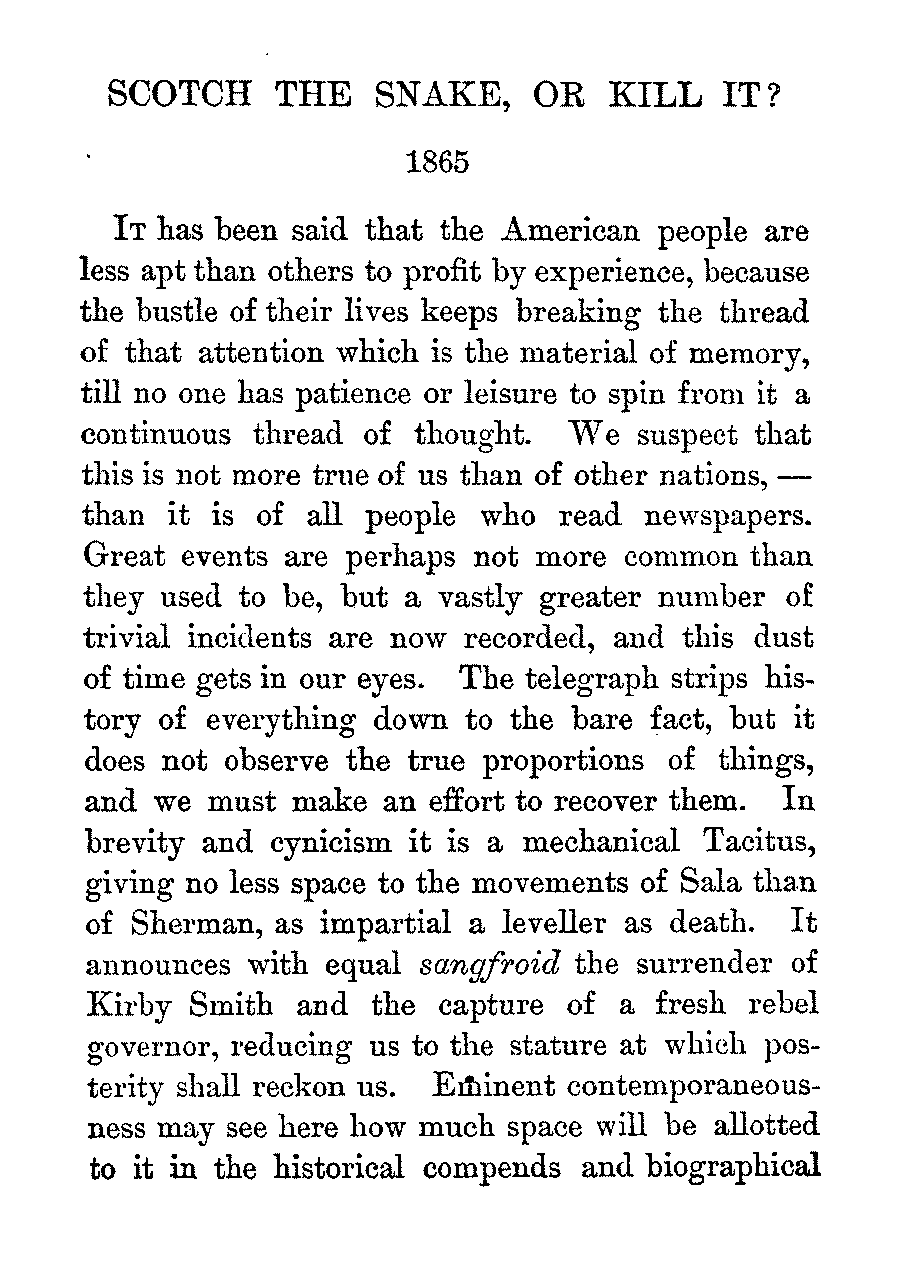 SCOTCH THE SNAKE, OR KILL IT?
1865
It has been said that the American people are
less apt than others to profit by experience, because
the bustle of their lives keeps breaking the thread
of that attention which is the material of memory,
till no one has patience or leisure to spin from it a
continuous thread of thought. We suspect that
this is not more true of us than of other nations, —
than it is of all people who read newspapers.
Great events are perhaps not more common than
they used to be, but a vastly greater number of
trivial incidents are now recorded, and this dust
of time gets in our eyes. The telegraph strips his-
tory of everything down to the bare fact, but it
does not observe the true proportions of things,
and we must make an effort to recover them. In
brevity and cynicism it is a mechanical Tacitus,
giving no less space to the movements of Sala than
of Sherman, as impartial a leveller as death. It
announces with equal sangfroid the surrender of
Kirby Smith and the capture of a fresh rebel
governor, reducing us to the stature at which pos-
terity shall reckon us. Eminent contemporaneous-
ness may see here how much space will be allotted
to it in the historical compends and biographical